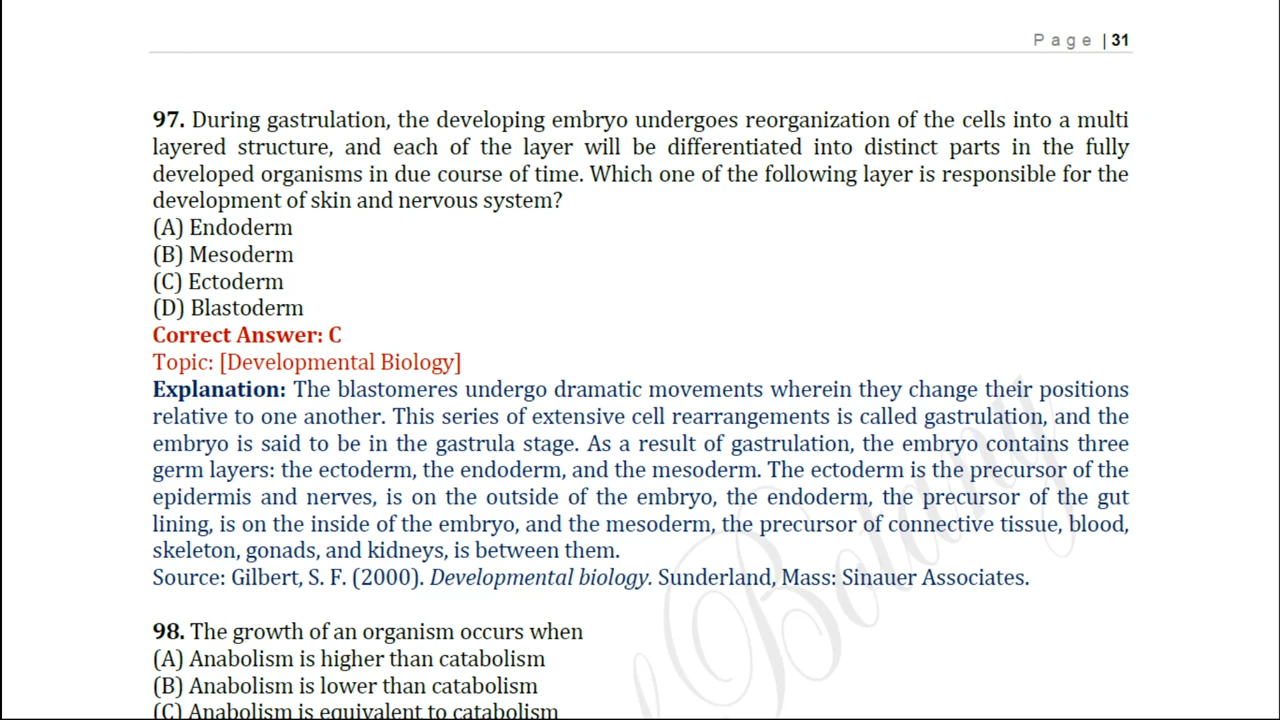 Page | 31
97. During gastrulation, the developing embryo undergoes reorganization of the cells into a multi
layered structure, and each of the layer will be differentiated into distinct parts in the fully
developed organisms in due course of time. Which one of the following layer is responsible for the
development of skin and nervous system?
(A) Endoderm
(B) Mesoderm
(C) Ectoderm
(D) Blastoderm
Correct Answer: C
Topic: [Developmental Biology]
Explanation: The blastomeres undergo dramatic movements wherein they change their positions
relative to one another. This series of extensive cell rearrangements is called gastrulation, and the
embryo is said to be in the gastrula stage. As a result of gastrulation, the embryo contains three
germ layers: the ectoderm, the endoderm, and the mesoderm. The ectoderm is the precursor of the
epidermis and nerves, is on the outside of the embryo, the endoderm, the precursor of the gut
lining, is on the inside of the embryo, and the mesoderm, the precursor of connective tissue, blood,
skeleton, gonads, and kidneys, is between them.
Source: Gilbert, S. F. (2000). Developmental biology. Sunderland, Mass: Sinauer Associates.
98. The growth of an organism occurs when
(A) Anabolism is higher than catabolism
(B) Anabolism is lower than catabolism
(C) Anabolism is equivalent to catabolism
Botany